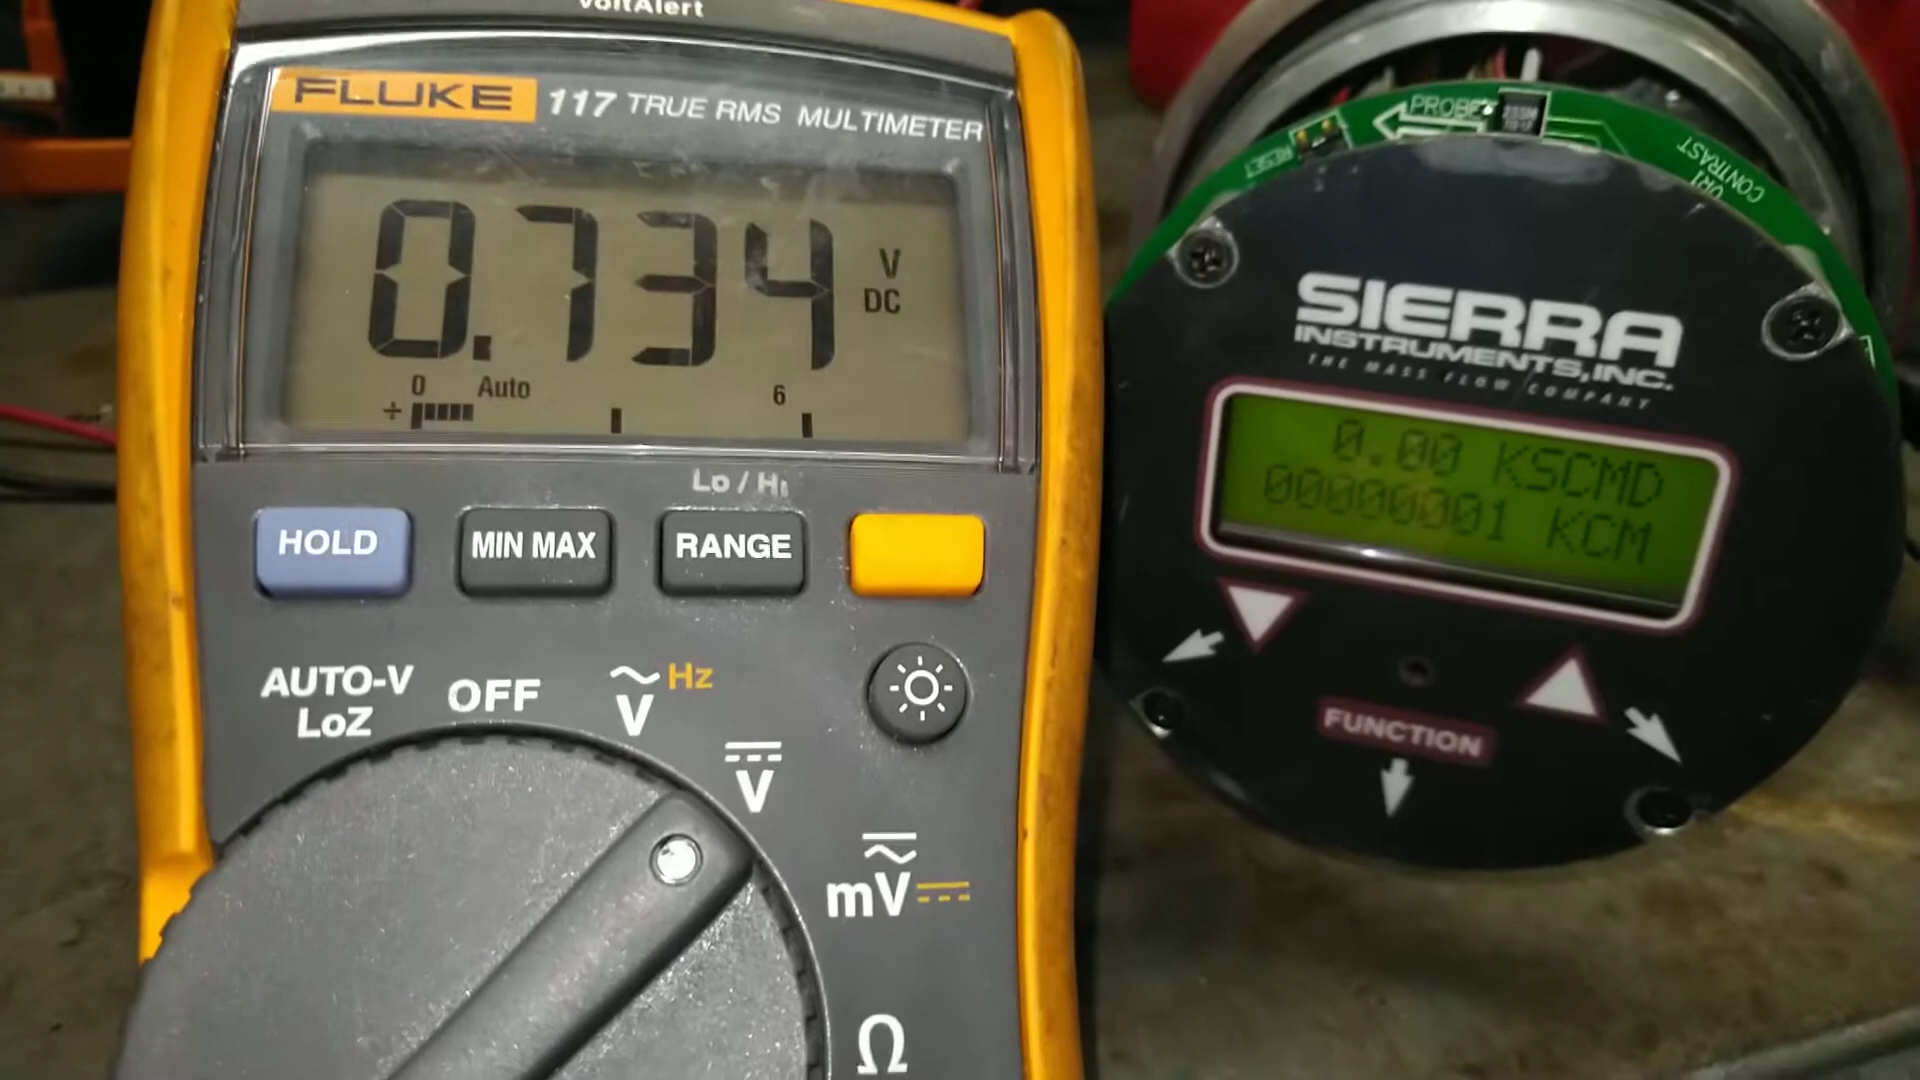 VoltAlert
FLUKE 117 TRUE RMS MULTIMETER
0.734 V DC
0 Auto 6
Lo / Hi
HOLD MIN MAX RANGE
AUTO-V LoZ
OFF
V Hz
V
mV
Ω
PROBE
RESET
CONTRAST
SIERRA
INSTRUMENTS, INC.
THE MASS FLOW COMPANY
0.00 KSCMD
00000001 KCM
FUNCTION